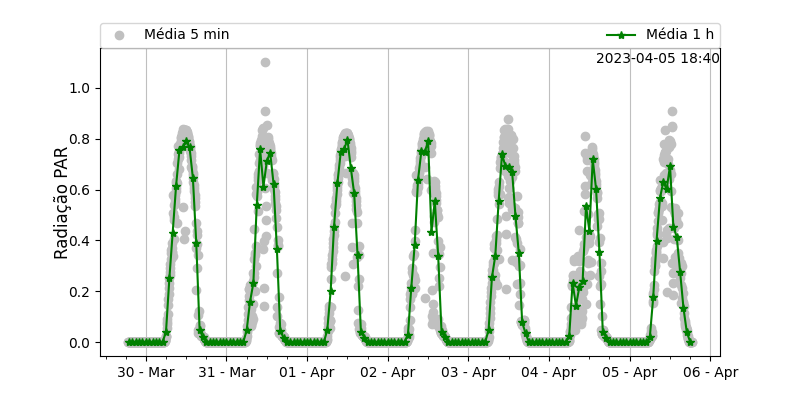 Média 5 min
Média 1 h
2023-04-05 18:40
Radiação PAR
1.0
0.8
0.6
0.4
0.2
0.0
30 - Mar
31 - Mar
01 - Apr
02 - Apr
03 - Apr
04 - Apr
05 - Apr
06 - Apr